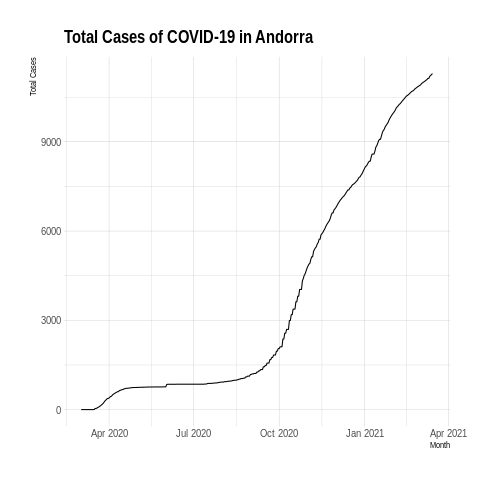 Total Cases of COVID-19 in Andorra
Total Cases
9000
6000
3000
0
Apr 2020 Jul 2020 Oct 2020 Jan 2021 Apr 2021
Month